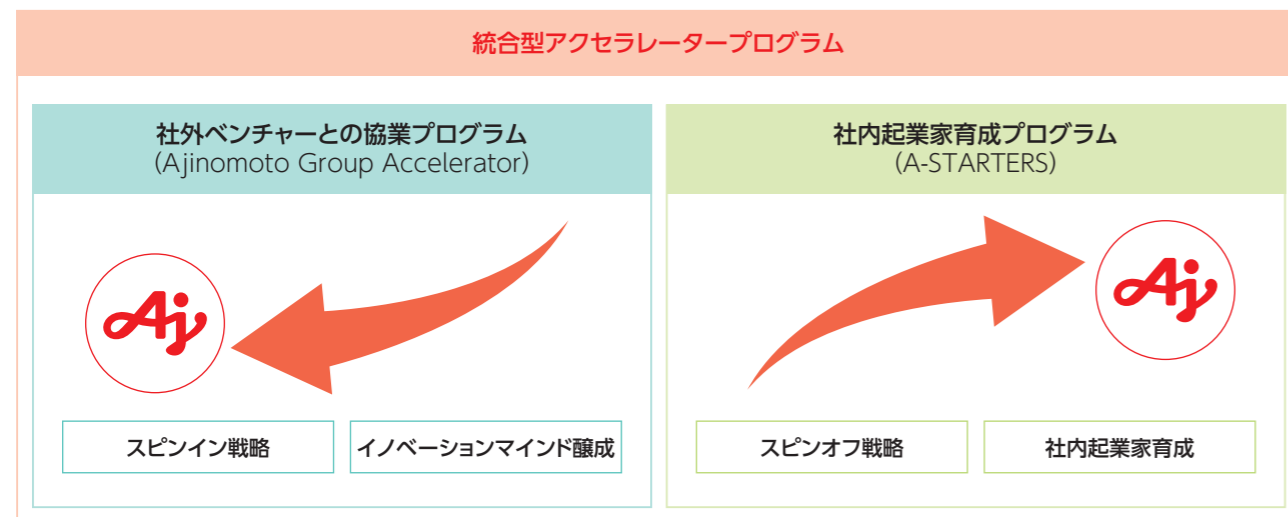 統合型アクセラレータープログラム
社外ベンチャーとの協業プログラム
(Ajinomoto Group Accelerator)
社内起業家育成プログラム
(A-STARTERS)
Aj
Aj
スピンイン戦略
イノベーションマインド醸成
スピンオフ戦略
社内起業家育成